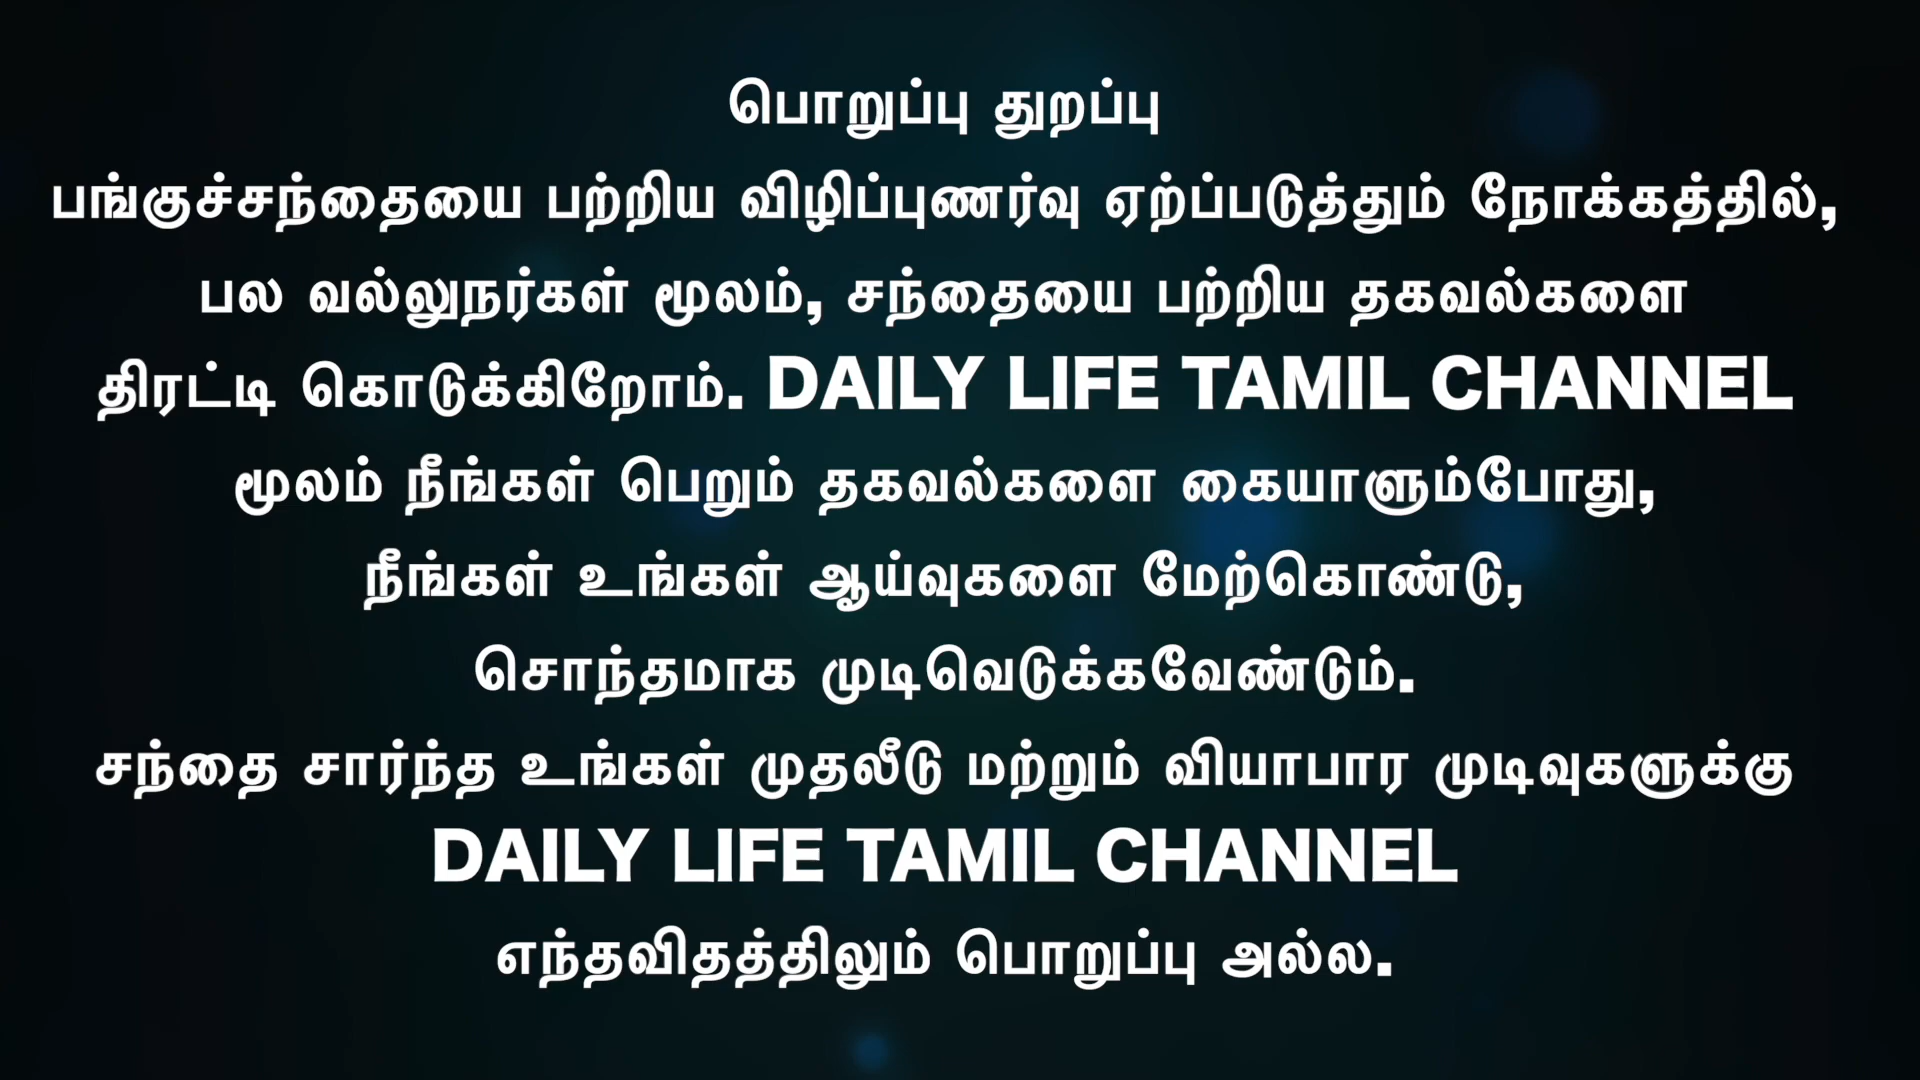 பொறுப்பு துறப்பு
பங்குச்சந்தையை பற்றிய விழிப்புணர்வு ஏற்ப்படுத்தும் நோக்கத்தில்,
பல வல்லுநர்கள் மூலம், சந்தையை பற்றிய தகவல்களை
திரட்டி கொடுக்கிறோம். DAILY LIFE TAMIL CHANNEL
மூலம் நீங்கள் பெறும் தகவல்களை கையாளும்போது,
நீங்கள் உங்கள் ஆய்வுகளை மேற்கொண்டு,
சொந்தமாக முடிவெடுக்கவேண்டும்.
சந்தை சார்ந்த உங்கள் முதலீடு மற்றும் வியாபார முடிவுகளுக்கு
DAILY LIFE TAMIL CHANNEL
எந்தவிதத்திலும் பொறுப்பு அல்ல.